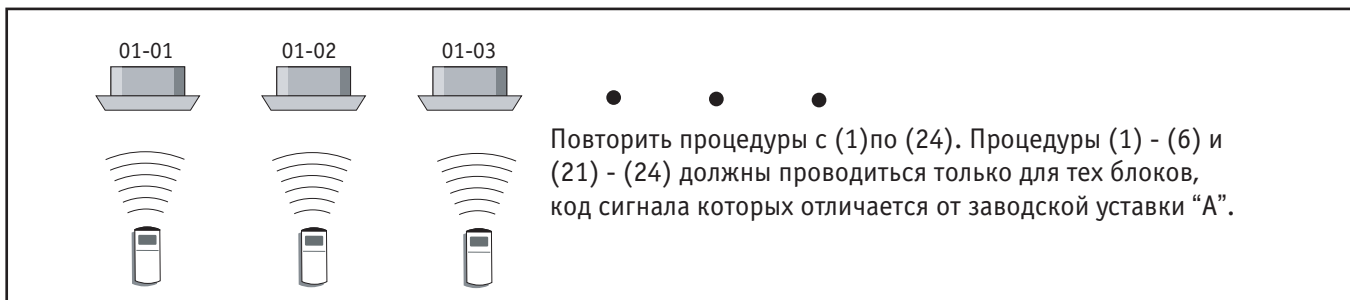 01-01 01-02 01-03
Повторить процедуры с (1)по (24). Процедуры (1) - (6) и
(21) - (24) должны проводиться только для тех блоков,
код сигнала которых отличается от заводской уставки “А”.